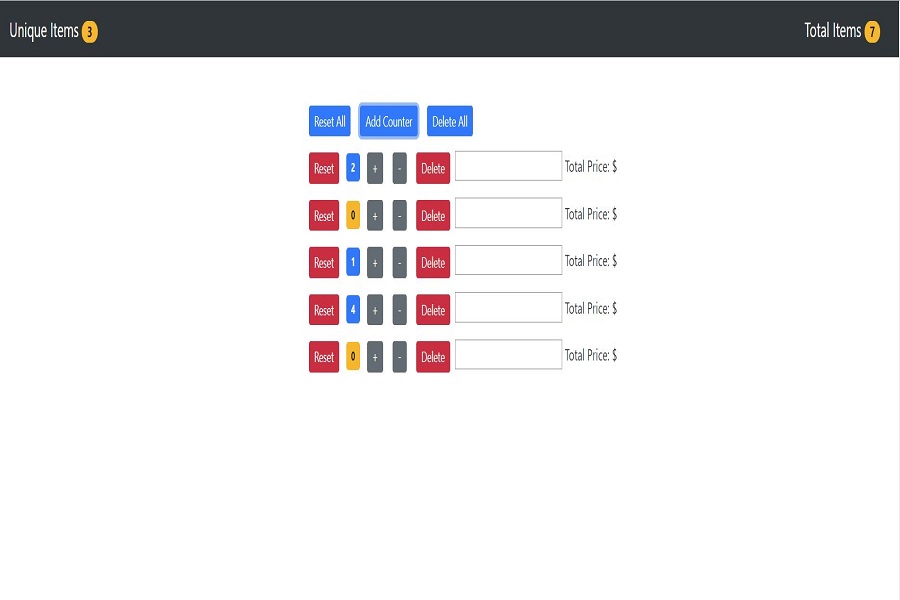 Unique Items 3 Total Items 7
Reset All Add Counter Delete All
Reset 2 + - Delete Total Price: $
Reset 0 + - Delete Total Price: $
Reset 1 + - Delete Total Price: $
Reset 4 + - Delete Total Price: $
Reset 0 + - Delete Total Price: $